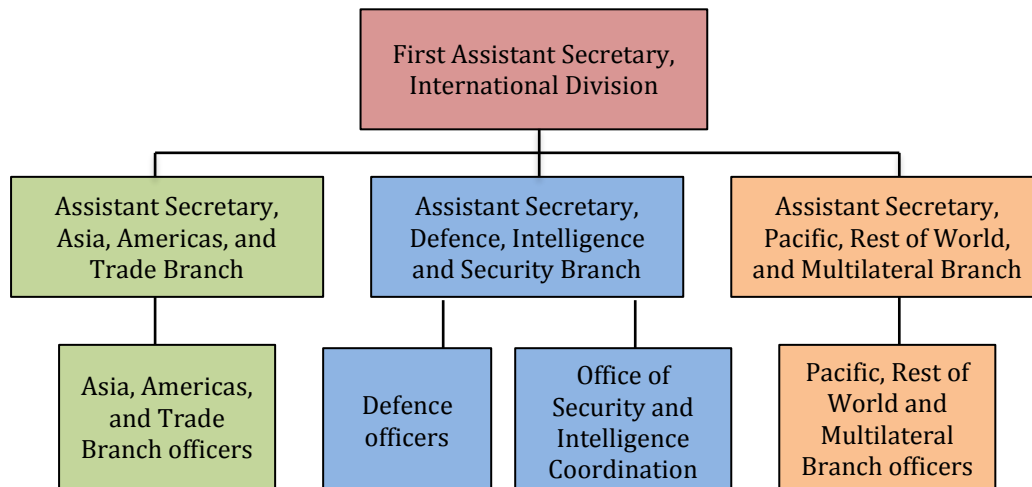 First Assistant Secretary,
International Division
Assistant Secretary,
Asia, Americas, and
Trade Branch
Assistant Secretary,
Defence, Intelligence
and Security Branch
Assistant Secretary,
Pacific, Rest of World,
and Multilateral Branch
Asia, Americas,
and Trade
Branch officers
Defence
officers
Office of
Security and
Intelligence
Coordination
Pacific, Rest of
World and
Multilateral
Branch officers